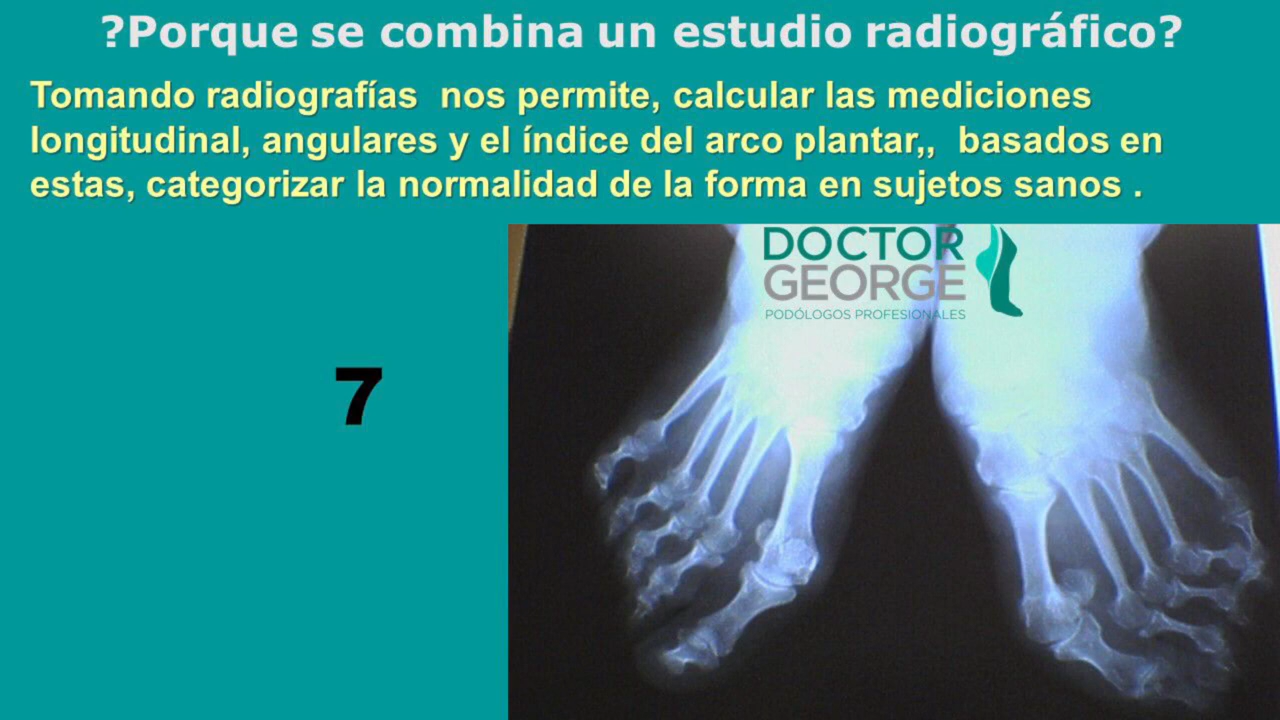 ?Porque se combina un estudio radiográfico?
Tomando radiografías nos permite, calcular las mediciones
longitudinal, angulares y el índice del arco plantar,, basados en
estas, categorizar la normalidad de la forma en sujetos sanos .
DOCTOR
GEORGE
PODÓLOGOS PROFESIONALES
7